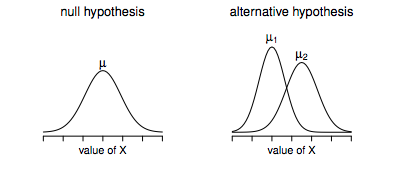 null hypothesis
μ
value of X
alternative hypothesis
μ₁
μ₂
value of X